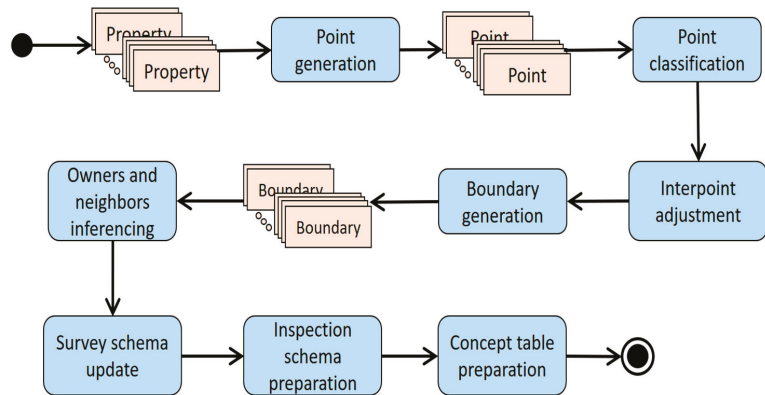 Property
Property
Point
generation
Point
Point
Point
classification
Owners and
neighbors
inferencing
Boundary
Boundary
Boundary
generation
Interpoint
adjustment
Survey schema
update
Inspection
schema
preparation
Concept table
preparation